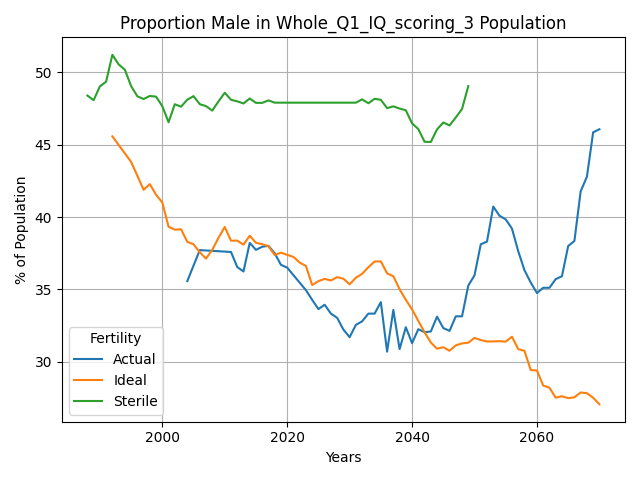 Proportion Male in Whole_Q1_IQ_scoring_3 Population
% of Population
50
45
40
35
30
Fertility
Actual
Ideal
Sterile
2000
2020
2040
2060
Years